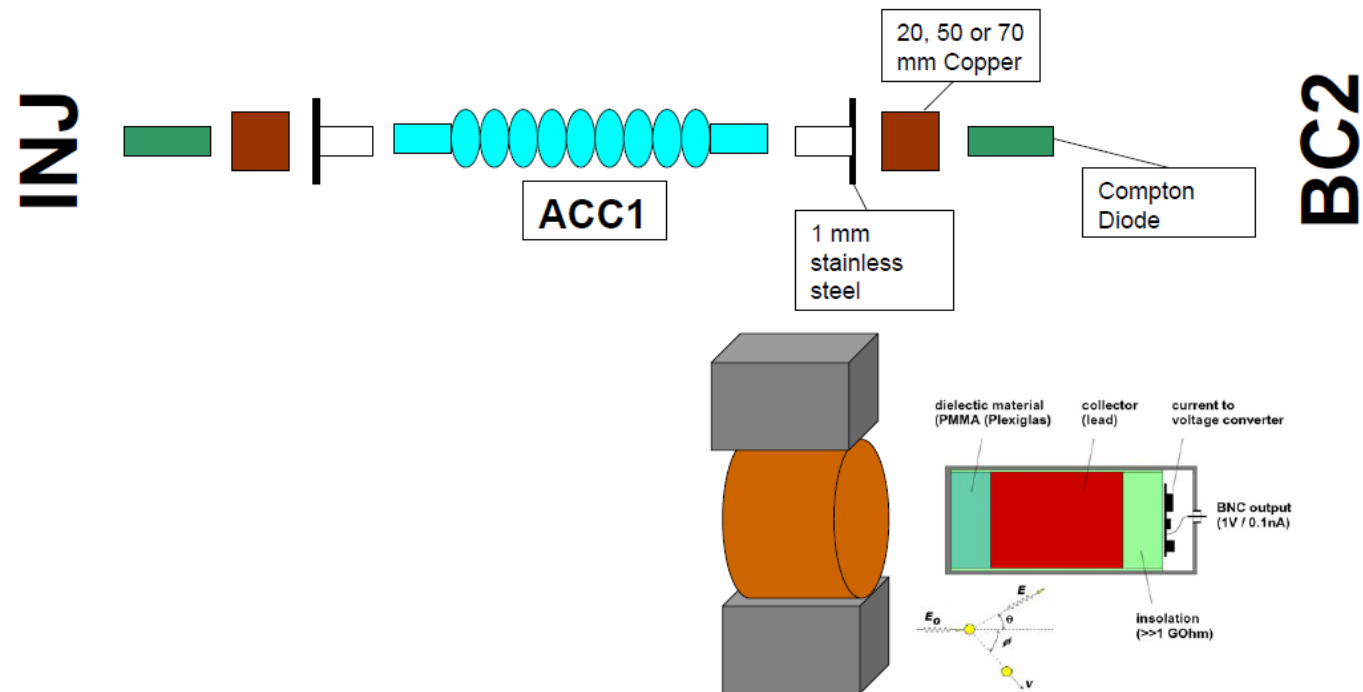 INJ
20, 50 or 70
mm Copper
BC2
ACC1
1 mm
stainless
steel
Compton
Diode
dielectic material
(PMMA (Plexiglas)
collector
(lead)
current to
voltage converter
BNC output
(1V / 0.1nA)
insolation
(>>1 GOhm)
E₀
E
θ
ø
v